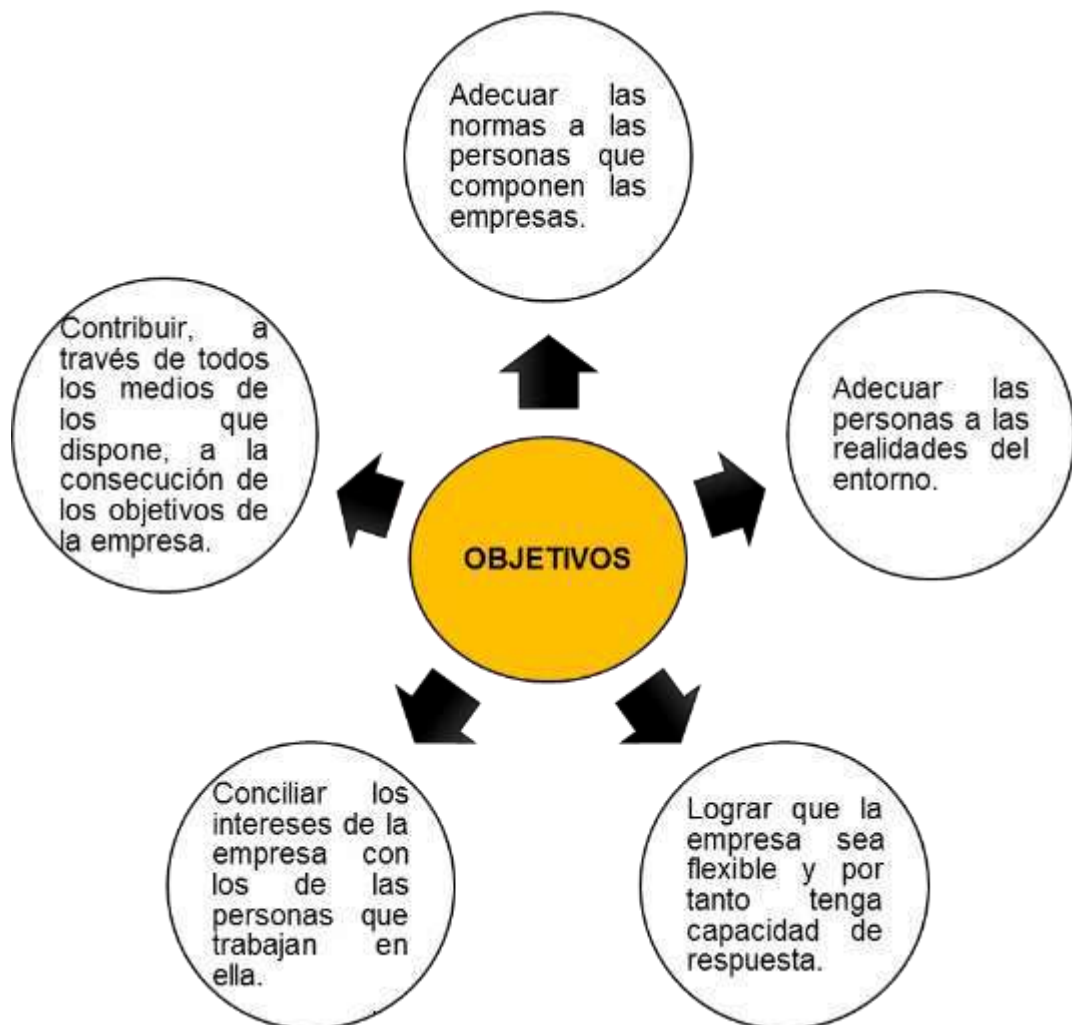 Adecuar las
normas a las
personas que
componen las
empresas.
Contribuir, a
través de todos
los medios de
los que
dispone, a la
consecución de
los objetivos de
la empresa.
Adecuar las
personas a las
realidades del
entorno.
OBJETIVOS
Conciliar los
intereses de la
empresa con
los de las
personas que
trabajan en
ella.
Lograr que la
empresa sea
flexible y por
tanto tenga
capacidad de
respuesta.